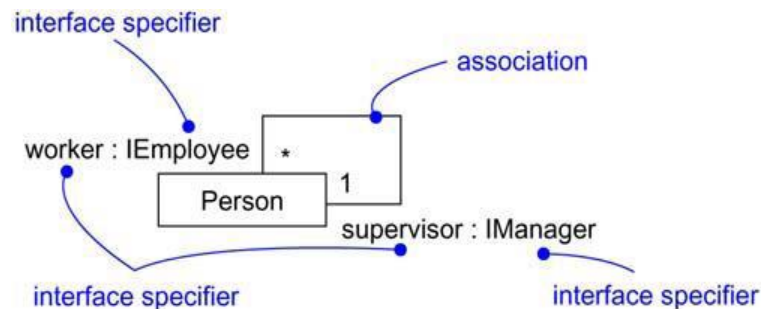 interface specifier
association
worker : IEmployee
*
1
Person
supervisor : IManager
interface specifier
interface specifier